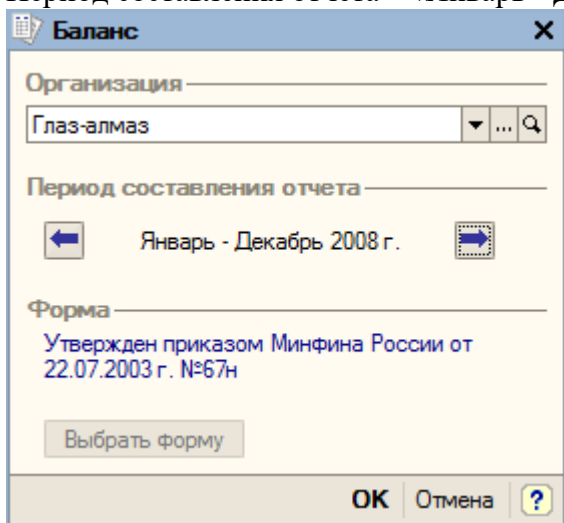 Баланс
Организация
Глаз-алмаз
...
Период составления отчета
Январь - Декабрь 2008 г.
Форма
Утвержден приказом Минфина России от
22.07.2003 г. №67н
Выбрать форму
OK Отмена ?